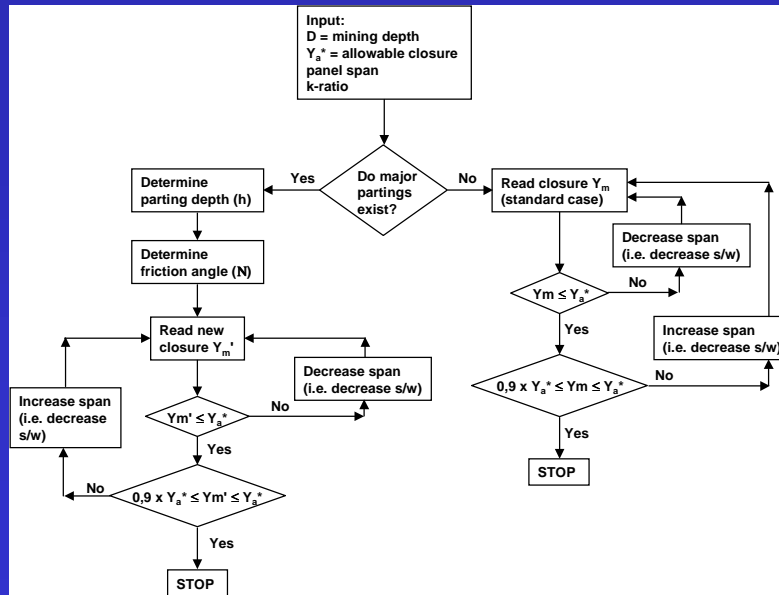 Input:
D = mining depth
Yₐ* = allowable closure
panel span
k-ratio
Do major
partings
exist?
Yes
No
Determine
parting depth (h)
Determine
friction angle (N)
Read new
closure Yₘ'
Decrease span
(i.e. decrease s/w)
Increase span
(i.e. decrease
s/w)
Ym' ≤ Yₐ*
No
Yes
0,9 x Yₐ* ≤ Ym' ≤ Yₐ*
No
Yes
STOP
Read closure Yₘ
(standard case)
Decrease span
(i.e. decrease s/w)
Ym ≤ Yₐ*
No
Yes
Increase span
(i.e. decrease s/w)
0,9 x Yₐ* ≤ Ym ≤ Yₐ*
No
Yes
STOP